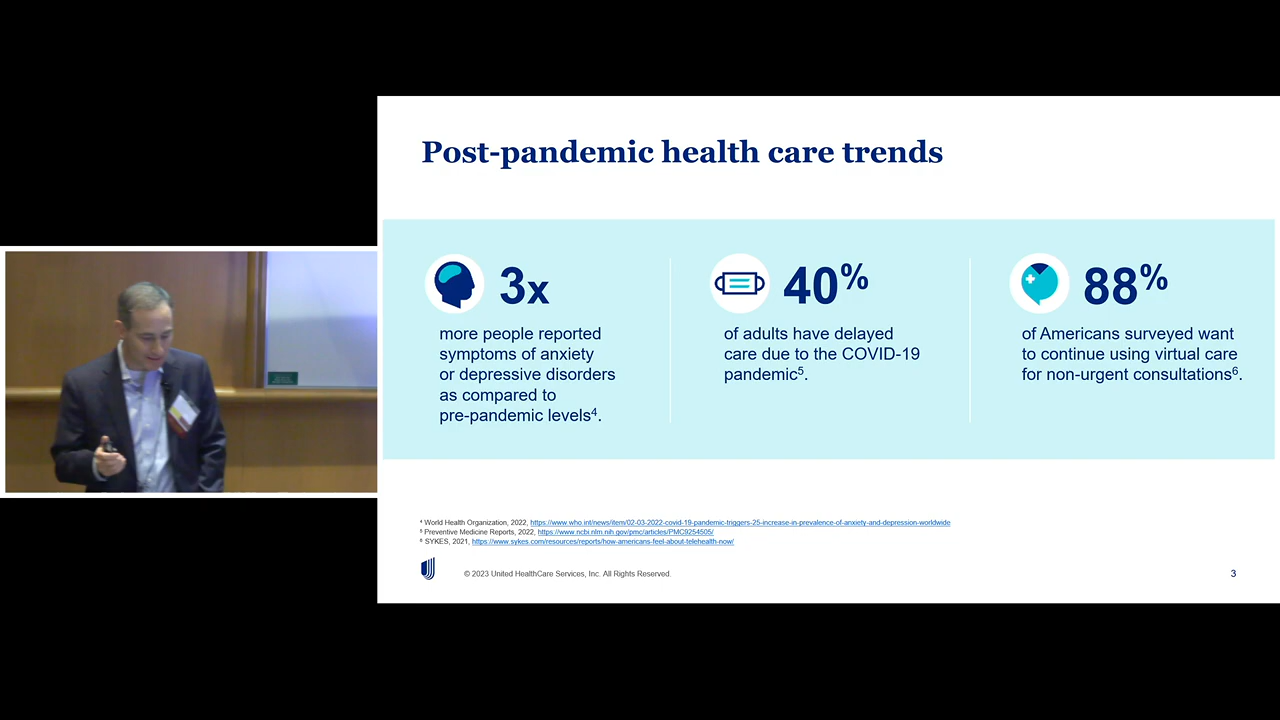 Post-pandemic health care trends
3x
more people reported
symptoms of anxiety
or depressive disorders
as compared to
pre-pandemic levels⁴.
40%
of adults have delayed
care due to the COVID-19
pandemic⁵.
88%
of Americans surveyed want
to continue using virtual care
for non-urgent consultations⁶.
⁴ World Health Organization, 2022, https://www.who.int/news/item/02-03-2022-covid-19-pandemic-triggers-25-increase-in-prevalence-of-anxiety-and-depression-worldwide
⁵ Preventive Medicine Reports, 2022, https://www.ncbi.nlm.nih.gov/pmc/articles/PMC9254505/
⁶ SYKES, 2021, https://www.sykes.com/resources/reports/how-americans-feel-about-telehealth-now/
© 2023 United HealthCare Services, Inc. All Rights Reserved.
3